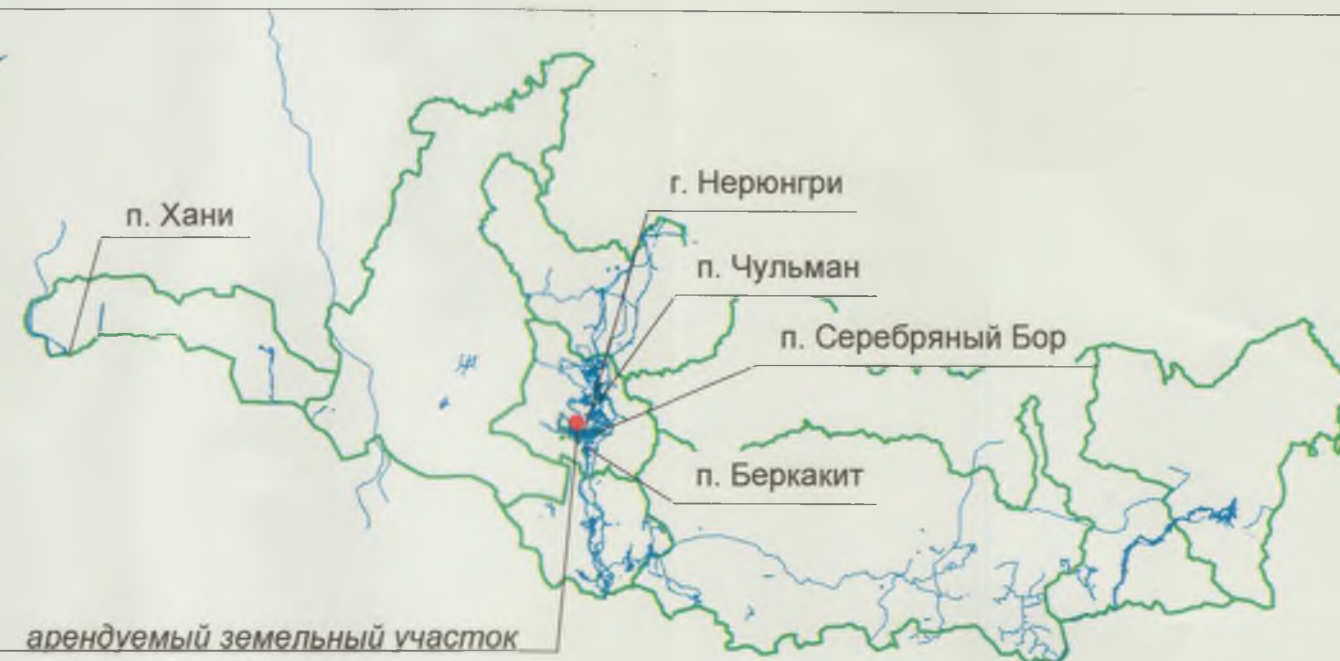 г. Нерюнгри
п. Хани
п. Чульман
п. Серебряный Бор
п. Беркакит
арендуемый земельный участок